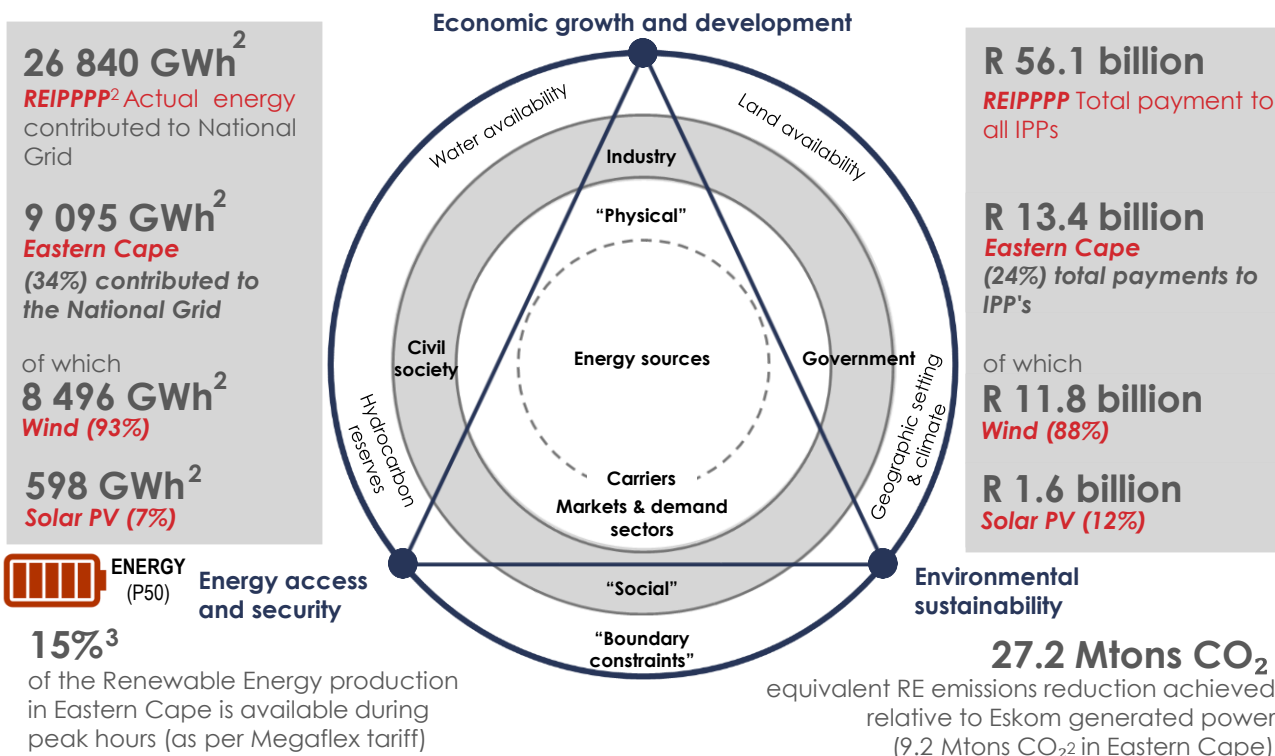 Economic growth and development
26 840 GWh2
REIPPPP2 Actual energy
contributed to National
Grid
9 095 GWh2
Eastern Cape
(34%) contributed to
the National Grid
of which
8 496 GWh2
Wind (93%)
598 GWh2
Solar PV (7%)
Water availability
Land availability
Industry
“Physical”
Civil
society
Energy sources
Government
Hydrocarbon
reserves
Geographic setting
& climate
Carriers
Markets & demand
sectors
“Social”
“Boundary
constraints”
R 56.1 billion
REIPPPP Total payment to
all IPPs
R 13.4 billion
Eastern Cape
(24%) total payments to
IPP's
of which
R 11.8 billion
Wind (88%)
R 1.6 billion
Solar PV (12%)
ENERGY
(P50)
Energy access
and security
15%3
of the Renewable Energy production
in Eastern Cape is available during
peak hours (as per Megaflex tariff)
Environmental
sustainability
27.2 Mtons CO2
equivalent RE emissions reduction achieved
relative to Eskom generated power
(9.2 Mtons CO22 in Eastern Cape)